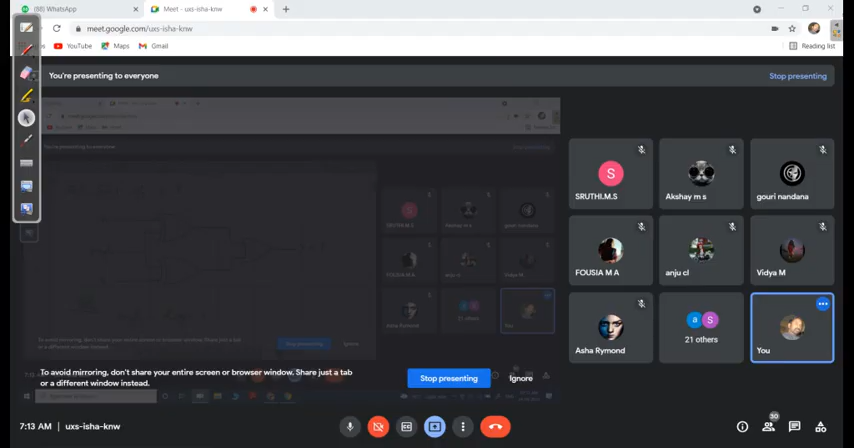 (88) WhatsApp
Meet - uxs-isha-knw
meet.google.com/uxs-isha-knw
YouTube
Maps
Gmail
Reading list
You're presenting to everyone
Stop presenting
SRUTHI.M.S
Akshay m s
gouri nandana
FOUSIA M A
anju cl
Vidya M
Asha Rymond
21 others
You
S
a S
To avoid mirroring, don't share your entire screen or browser window. Share just a tab
or a different window instead.
Stop presenting
Ignore
7:13 AM | uxs-isha-knw
30